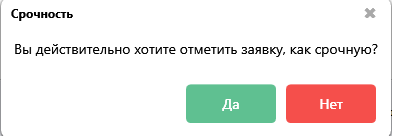 Срочность
Вы действительно хотите отметить заявку, как срочную?
Да
Нет